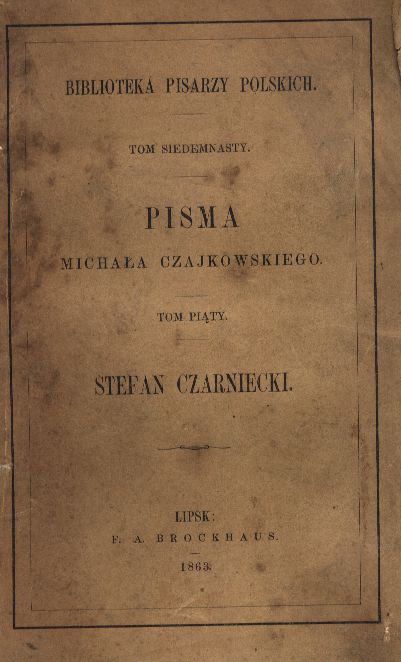 BIBLIOTEKA PISARZY POLSKICH.
TOM SIEDEMNASTY.
PISMA
MICHAŁA CZAJKOWSKIEGO.
TOM PIĄTY.
STEFAN CZARNIECKI.
LIPSK:
F. A. BROCKHAUS.
1863.